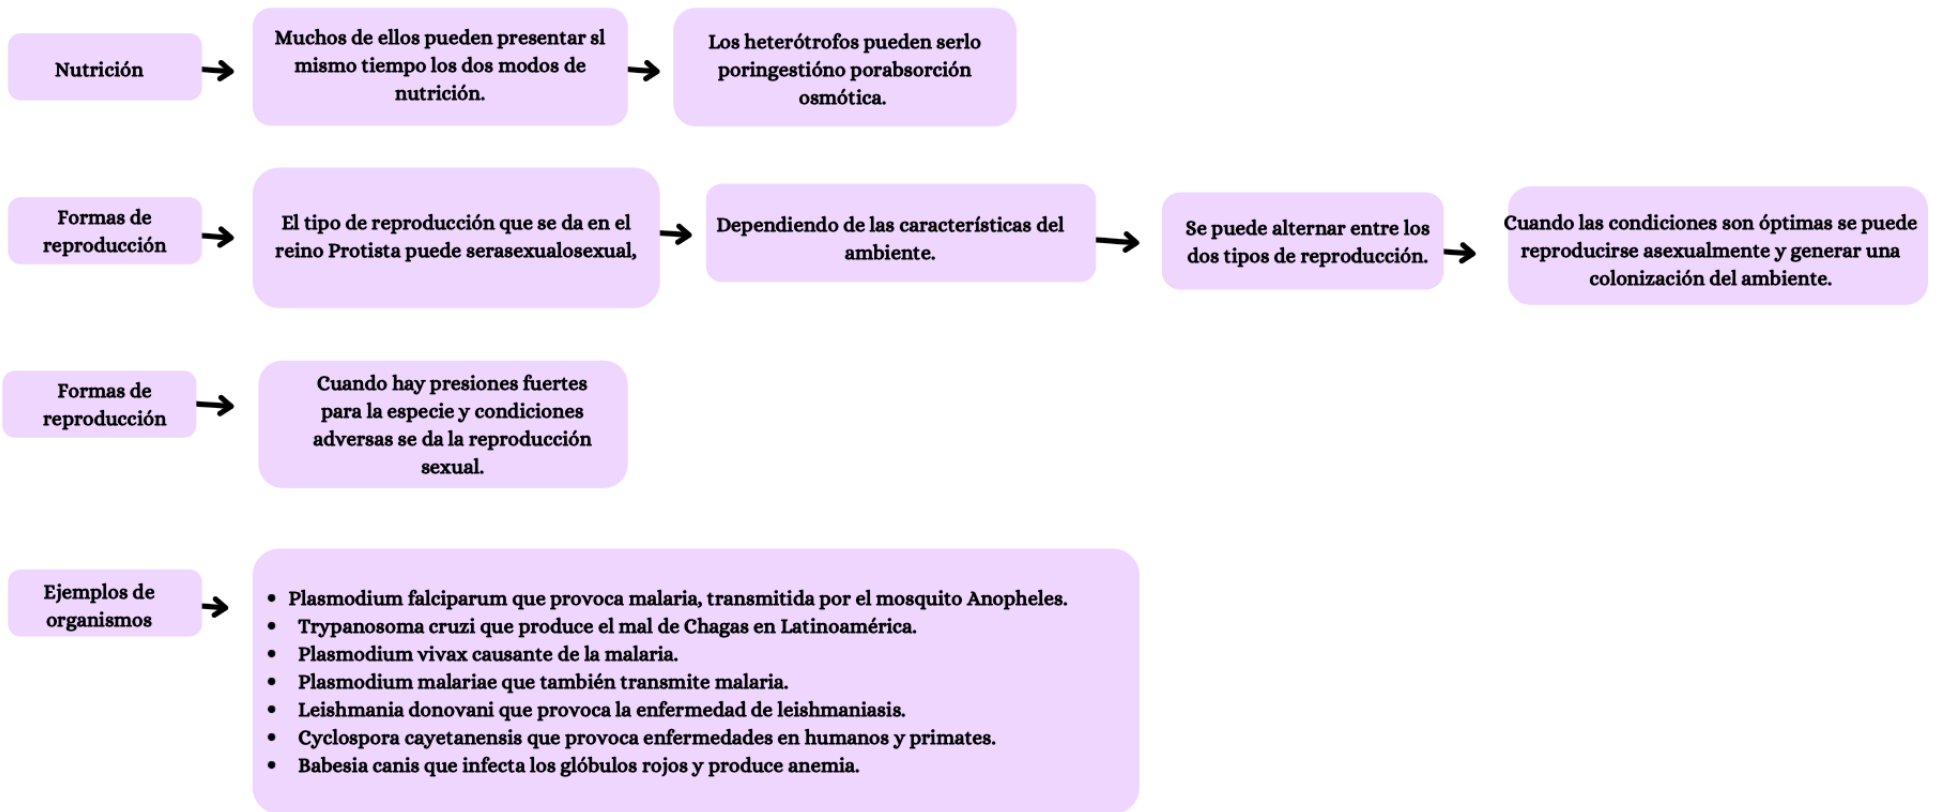 Nutrición
Muchos de ellos pueden presentar sl
mismo tiempo los dos modos de
nutrición.
Los heterótrofos pueden serlo
poringestióno porabsorción
osmótica.
Formas de
reproducción
El tipo de reproducción que se da en el
reino Protista puede serasexualosexual,
Dependiendo de las características del
ambiente.
Se puede alternar entre los
dos tipos de reproducción.
Cuando las condiciones son óptimas se puede
reproducirse asexualmente y generar una
colonización del ambiente.
Formas de
reproducción
Cuando hay presiones fuertes
para la especie y condiciones
adversas se da la reproducción
sexual.
Ejemplos de
organismos
• Plasmodium falciparum que provoca malaria, transmitida por el mosquito Anopheles.
• Trypanosoma cruzi que produce el mal de Chagas en Latinoamérica.
• Plasmodium vivax causante de la malaria.
• Plasmodium malariae que también transmite malaria.
• Leishmania donovani que provoca la enfermedad de leishmaniasis.
• Cyclospora cayetanensis que provoca enfermedades en humanos y primates.
• Babesia canis que infecta los glóbulos rojos y produce anemia.